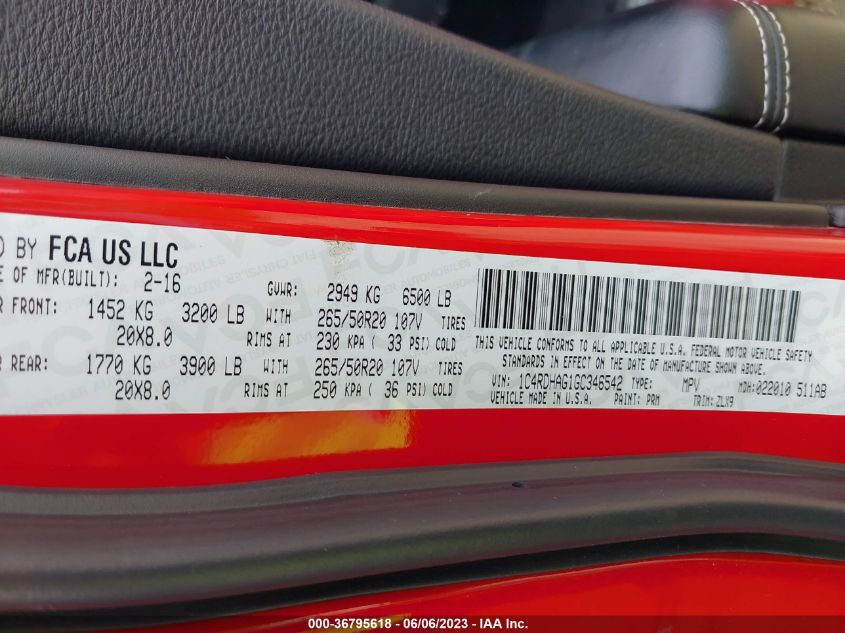 D BY FCA US LLC
E OF MFR(BUILT): 2-16
GVWR: 2949 KG 6500 LB
R FRONT: 1452 KG 3200 LB WITH 265/50R20 107V TIRES
20X8.0 RIMS AT 230 KPA ( 33 PSI) COLD
R REAR: 1770 KG 3900 LB WITH 265/50R20 107V TIRES
20X8.0 RIMS AT 250 KPA ( 36 PSI) COLD
THIS VEHICLE CONFORMS TO ALL APPLICABLE U.S.A. FEDERAL MOTOR VEHICLE SAFETY
STANDARDS IN EFFECT ON THE DATE OF MANUFACTURE SHOWN ABOVE.
VIN: 1C4RDHAG1GC346542 TYPE: MPV MDH:022010 511AB
VEHICLE MADE IN U.S.A. PAINT: PRM TRIM: ZLX9
000-36795618 - 06/06/2023 - IAA Inc.